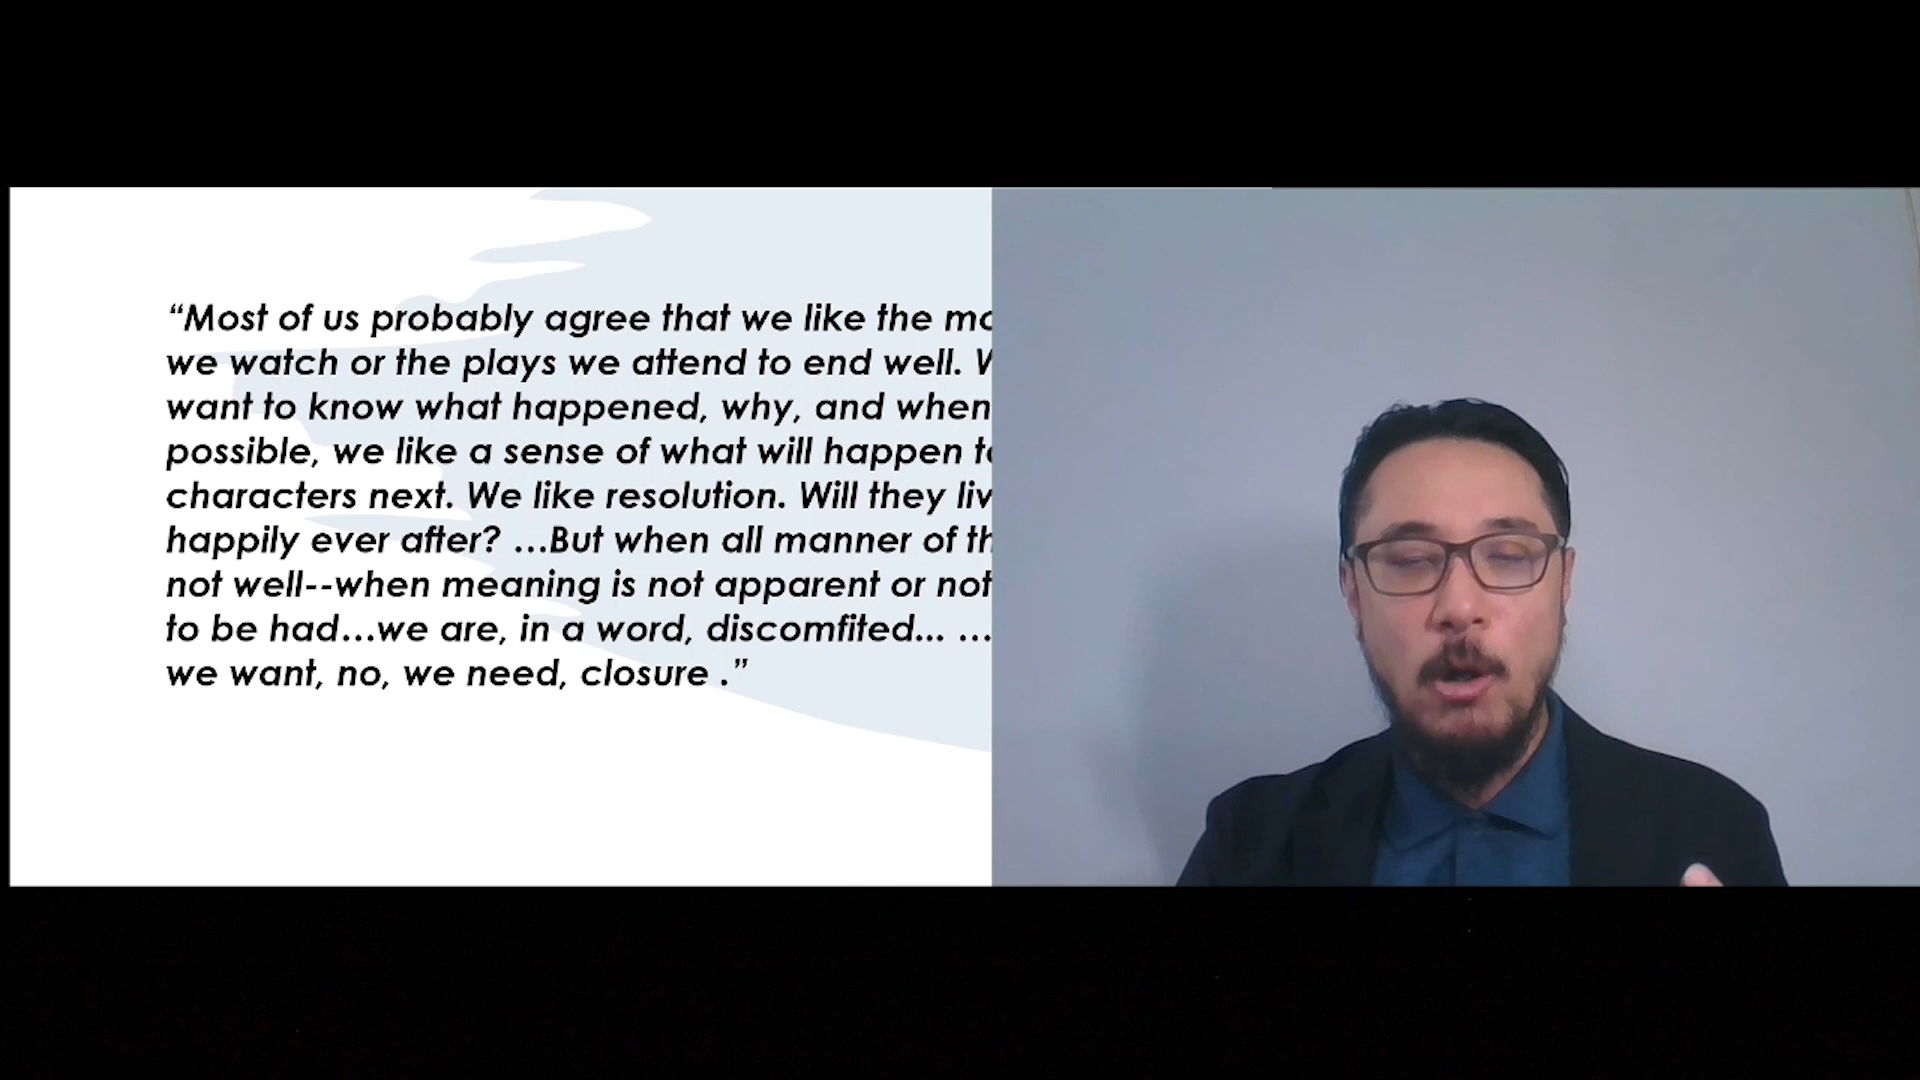 “Most of us probably agree that we like the
we watch or the plays we attend to end well.
want to know what happened, why, and when
possible, we like a sense of what will happen
characters next. We like resolution. Will they
happily ever after? …But when all manner of
not well--when meaning is not apparent or not
to be had…we are, in a word, discomfited... …
we want, no, we need, closure .”